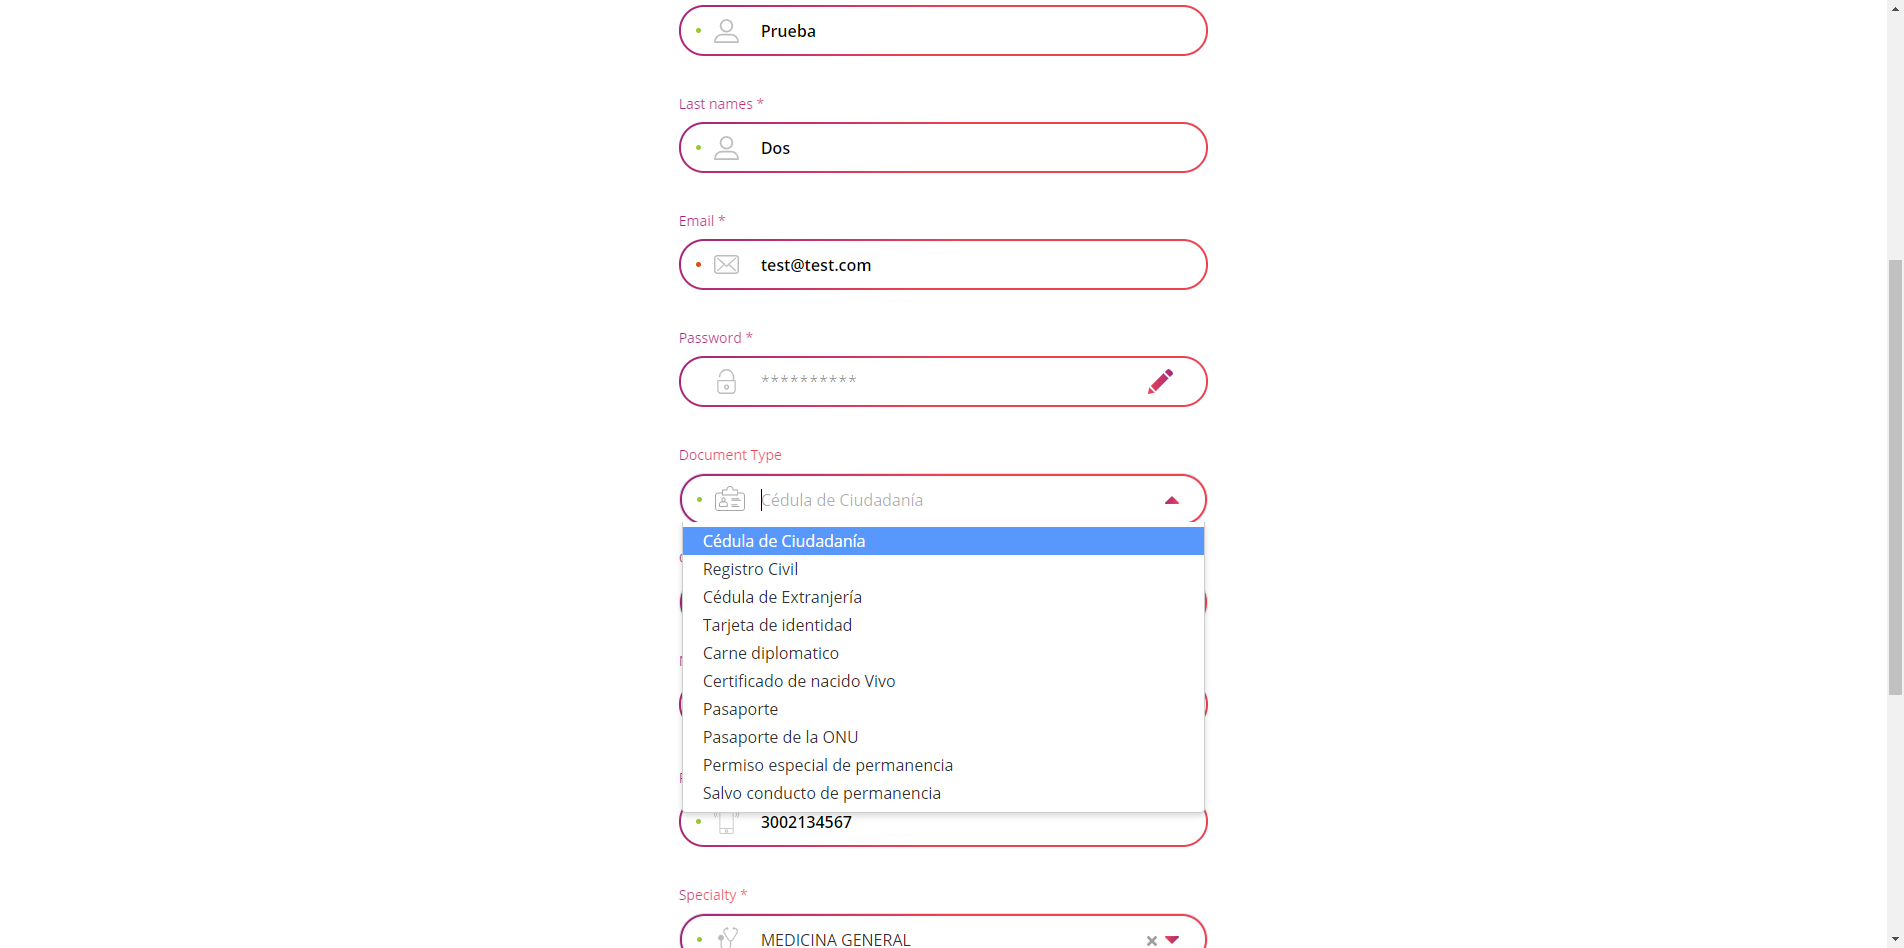 Prueba
Last names *
Dos
Email *
test@test.com
Password *
**********
Document Type
Cédula de Ciudadanía
Cédula de Ciudadanía
Registro Civil
Cédula de Extranjería
Tarjeta de identidad
Carne diplomatico
Certificado de nacido Vivo
Pasaporte
Pasaporte de la ONU
Permiso especial de permanencia
Salvo conducto de permanencia
3002134567
Specialty *
MEDICINA GENERAL